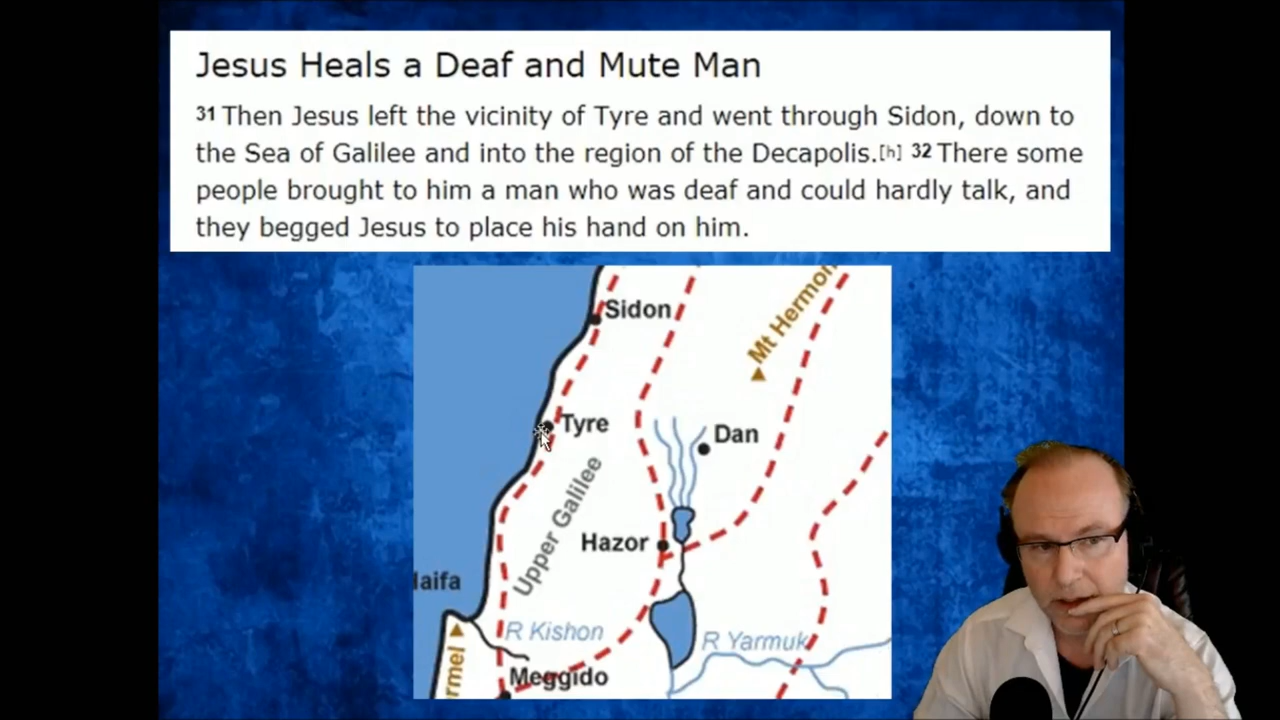 Jesus Heals a Deaf and Mute Man
31 Then Jesus left the vicinity of Tyre and went through Sidon, down to
the Sea of Galilee and into the region of the Decapolis.[h] 32 There some
people brought to him a man who was deaf and could hardly talk, and
they begged Jesus to place his hand on him.
Sidon
Mt Hermon
Tyre
Dan
Upper Galilee
Hazor
Haifa
R Kishon
R Yarmuk
rmel
Meggido